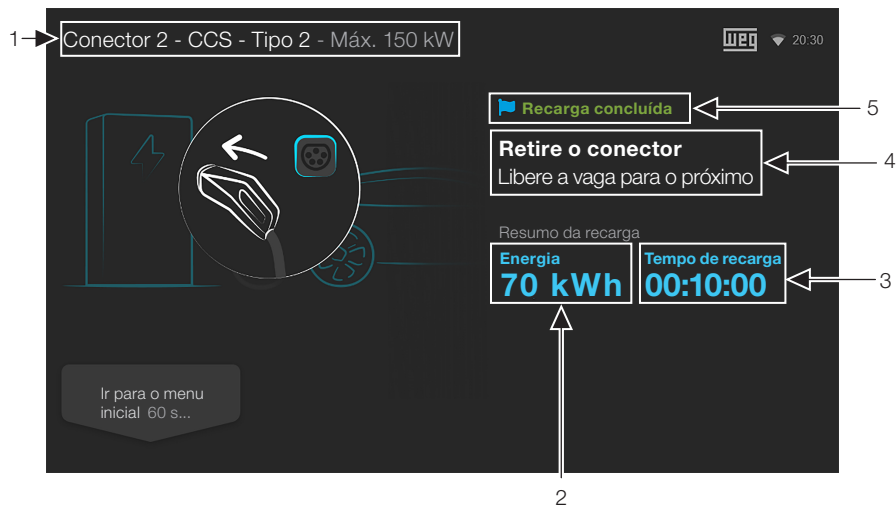 1
Conector 2 - CCS - Tipo 2 - Máx. 150 kW
WEG
20:30
Recarga concluída
5
Retire o conector
Libere a vaga para o próximo
4
Resumo da recarga
Energia
70 kWh
Tempo de recarga
00:10:00
3
Ir para o menu
inicial 60 s...
2